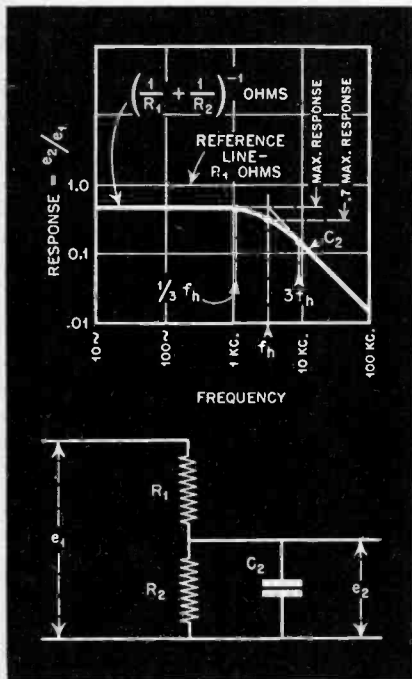 (1/R₁ + 1/R₂)⁻¹ OHMS
REFERENCE
LINE-
R₁ OHMS
MAX. RESPONSE
.7 MAX. RESPONSE
RESPONSE = e₂/e₁
1.0
0.1
.01
C₂
1/3 fₕ
3fₕ
10~
100~
1 KC.
fₕ
10 KC.
100 KC.
FREQUENCY
R₁
e₁
R₂
C₂
e₂